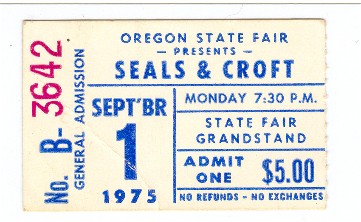 No. B- 3642
GENERAL ADMISSION
OREGON STATE FAIR
- PRESENTS -
SEALS & CROFT
SEPT'BR
1
1975
MONDAY 7:30 P.M.
STATE FAIR
GRANDSTAND
ADMIT
ONE
$5.00
NO REFUNDS - NO EXCHANGES